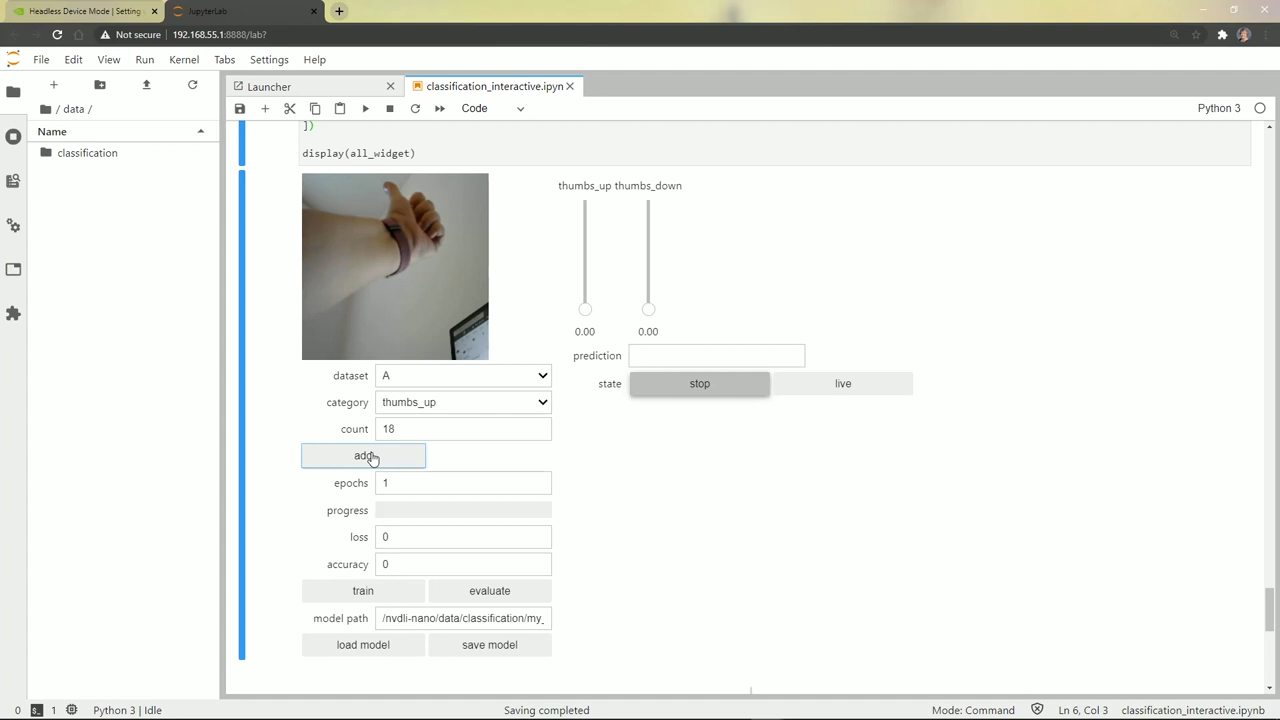 Headless Device Mode | Setting
JupyterLab
Not secure
192.168.55.1:8888/lab?
File Edit View Run Kernel Tabs Settings Help
Launcher
classification_interactive.ipyn
/ data /
Code
Python 3
Name
classification
])
display(all_widget)
thumbs_up thumbs_down
0.00 0.00
prediction
state stop live
dataset A
category thumbs_up
count 18
add
epochs 1
progress
loss 0
accuracy 0
train evaluate
model path /nvdli-nano/data/classification/my_
load model save model
0 1 Python 3 | Idle Saving completed Mode: Command Ln 6, Col 3 classification_interactive.ipynb